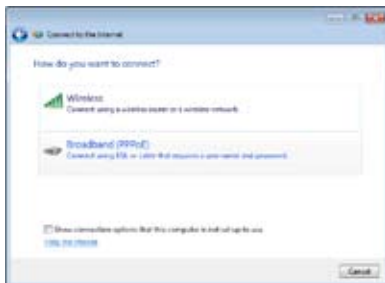 Connect to the Internet
How do you want to connect?
Wireless
Connect using a wireless router or a wireless network.
Broadband (PPPoE)
Connect using DSL or cable that requires a user name and password.
Show connection options that this computer is not set up to use
Help me choose
Cancel